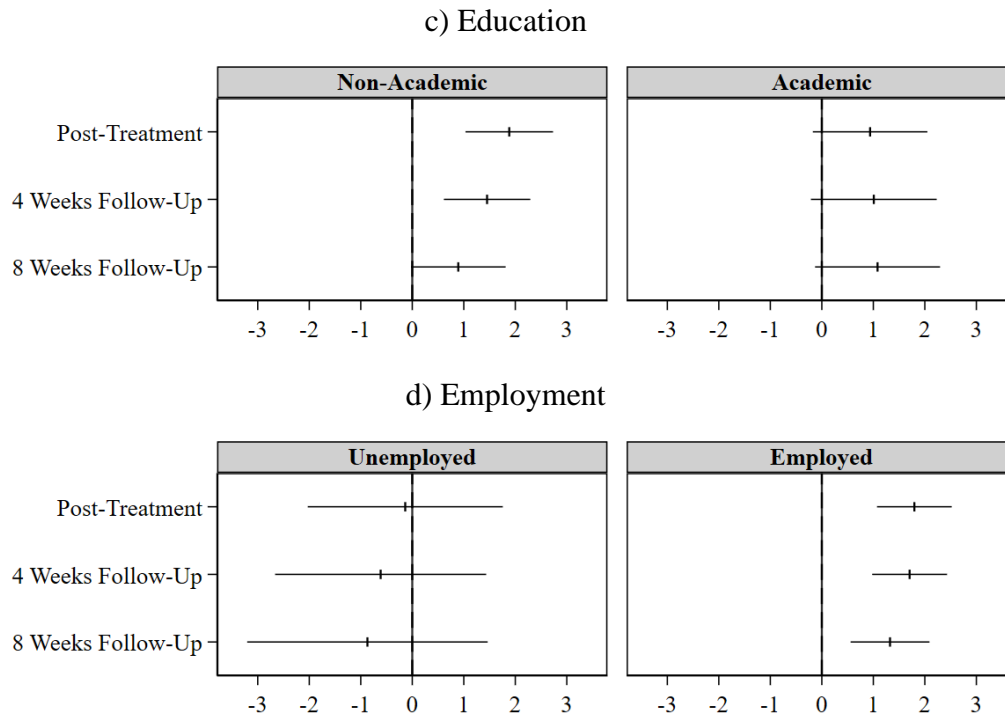 c) Education
Non-Academic Academic
Post-Treatment
4 Weeks Follow-Up
8 Weeks Follow-Up
-3 -2 -1 0 1 2 3 -3 -2 -1 0 1 2 3
d) Employment
Unemployed Employed
Post-Treatment
4 Weeks Follow-Up
8 Weeks Follow-Up
-3 -2 -1 0 1 2 3 -3 -2 -1 0 1 2 3